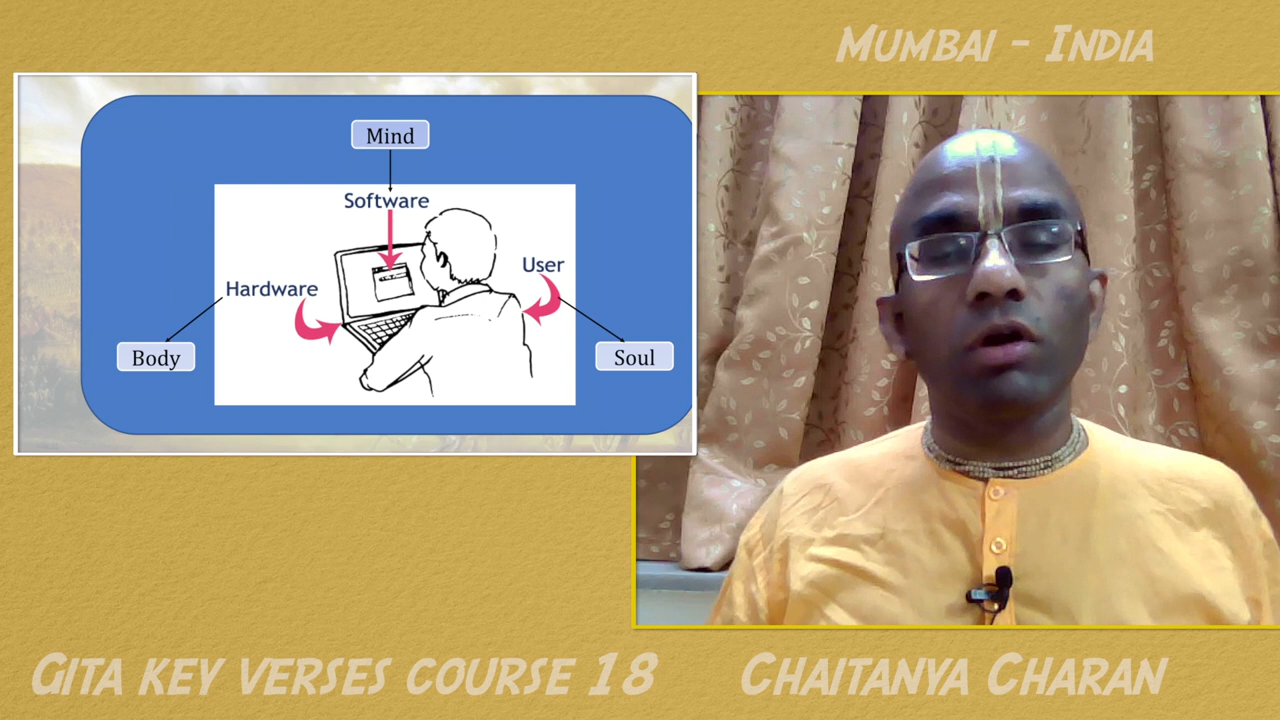 MUMBAI - INDIA
Mind
Software
User
Hardware
Body
Soul
GITA KEY VERSES COURSE 18
CHAITANYA CHARAN